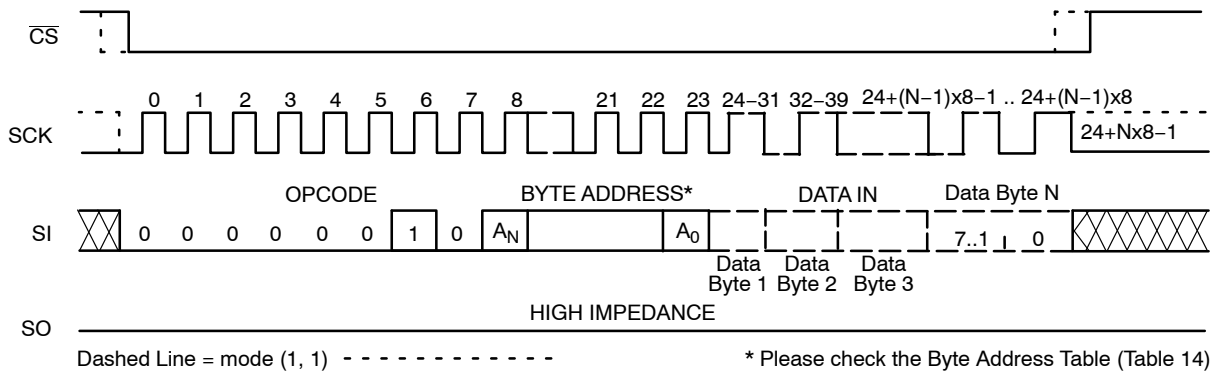 CS
0 1 2 3 4 5 6 7 8 21 22 23 24−31 32−39 24+(N−1)x8−1 .. 24+(N−1)x8
SCK
24+Nx8−1
OPCODE BYTE ADDRESS* DATA IN Data Byte N
SI
0 0 0 0 0 0 1 0 AN A0 7..1 0
Data Byte 1
Data Byte 2
Data Byte 3
HIGH IMPEDANCE
SO
Dashed Line = mode (1, 1) * Please check the Byte Address Table (Table 14)